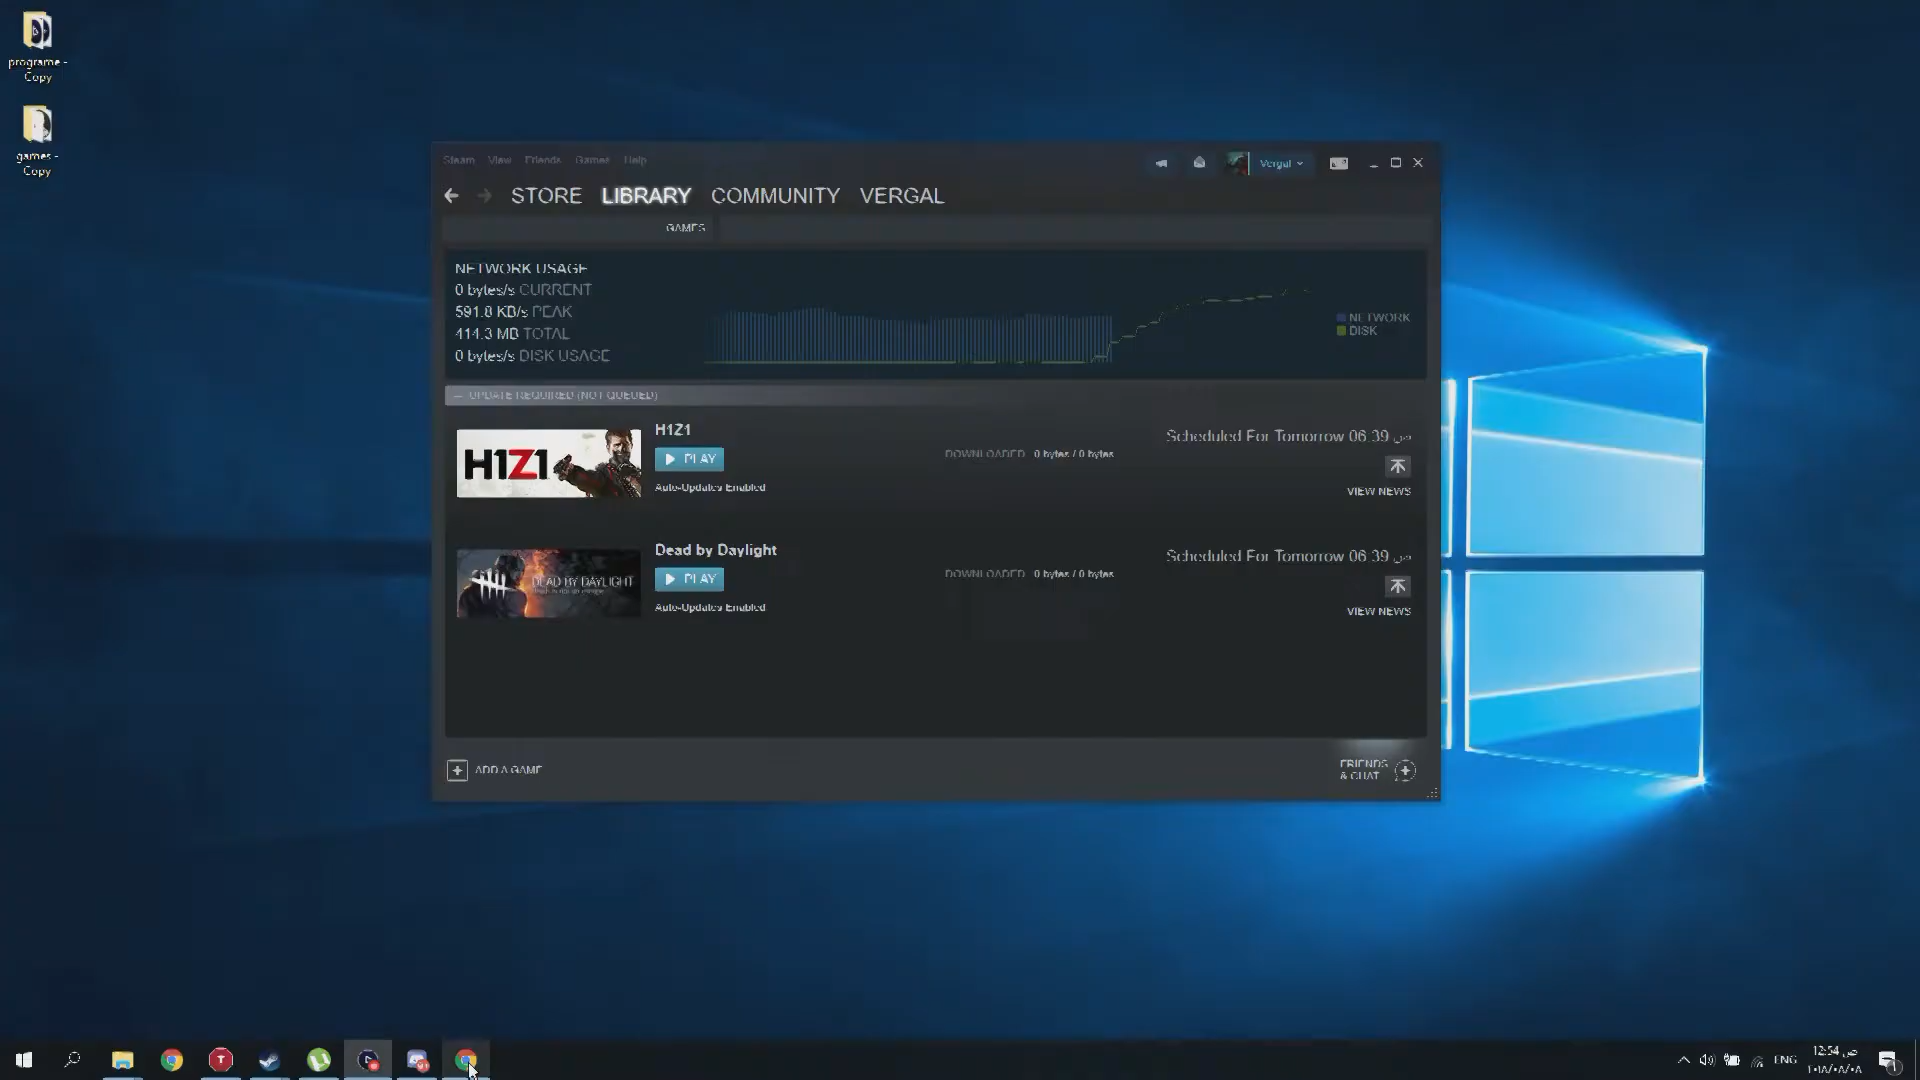 programe -
Copy
games -
Copy
Steam View Friends Games Help
Vergal
STORE LIBRARY COMMUNITY VERGAL
GAMES
NETWORK USAGE
0 bytes/s CURRENT
591.8 KB/s PEAK
414.3 MB TOTAL
0 bytes/s DISK USAGE
NETWORK
DISK
UPDATE REQUIRED (NOT QUEUED)
H1Z1
H1Z1
PLAY
Auto-Updates Enabled
DOWNLOADED 0 bytes / 0 bytes
Scheduled For Tomorrow 06:39 ص
VIEW NEWS
DEAD BY DAYLIGHT
Dead by Daylight
PLAY
Auto-Updates Enabled
DOWNLOADED 0 bytes / 0 bytes
Scheduled For Tomorrow 06:39 ص
VIEW NEWS
ADD A GAME
FRIENDS
& CHAT
ENG
12:54 ص